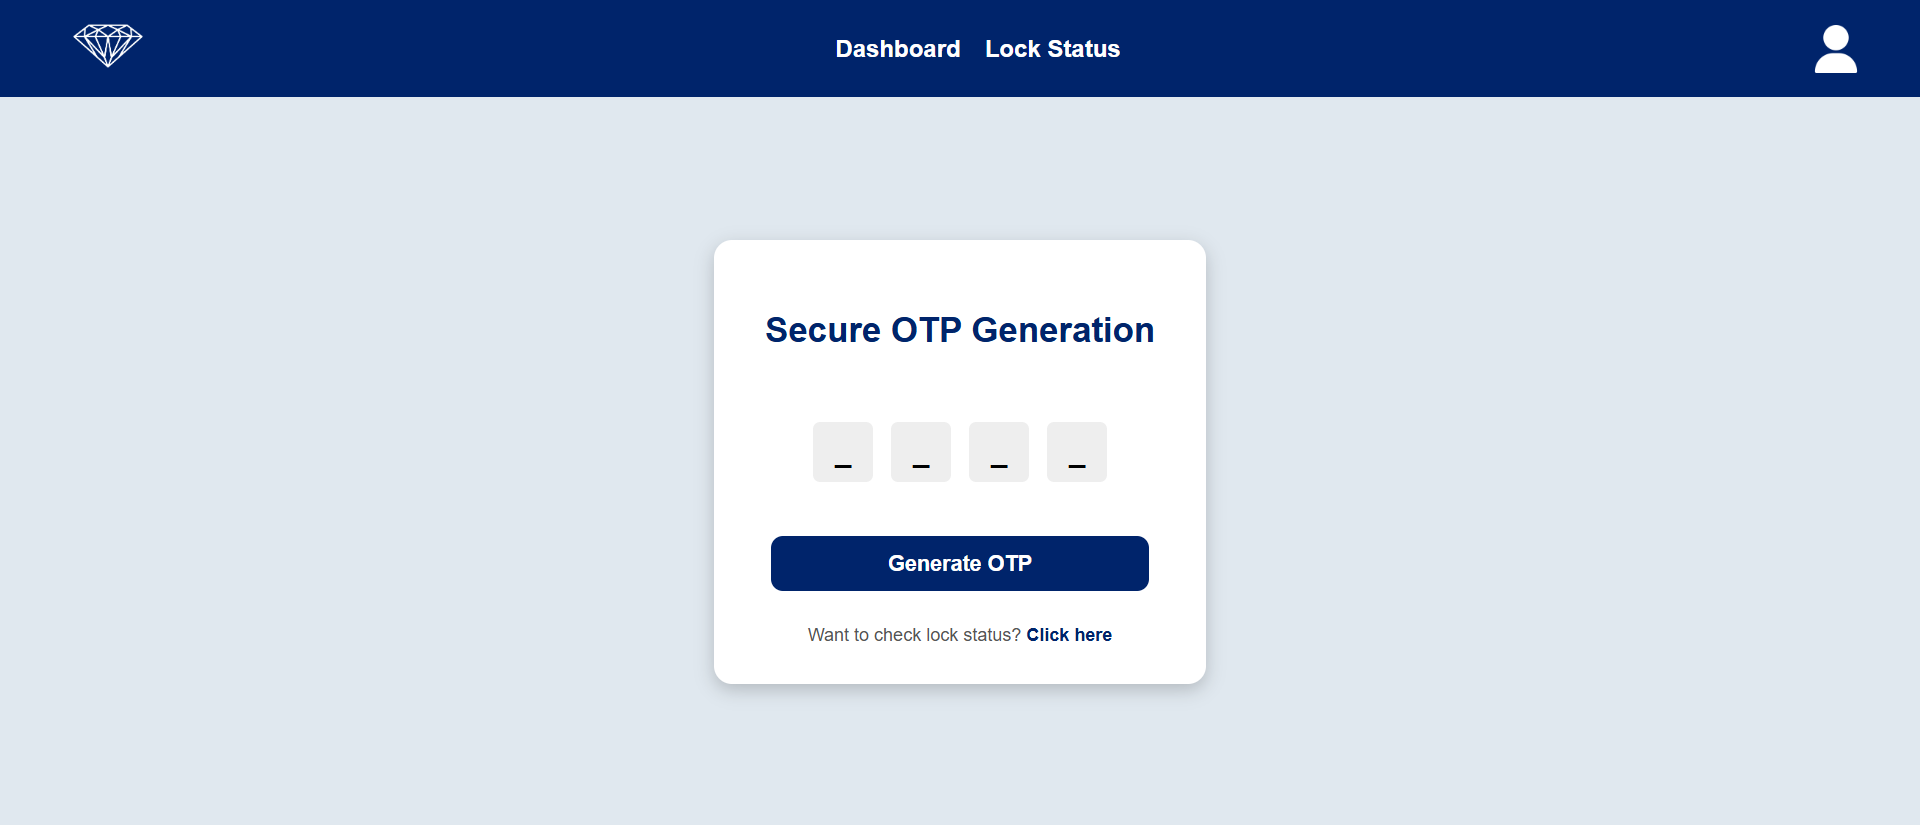 Dashboard Lock Status
Secure OTP Generation
_ _ _ _
Generate OTP
Want to check lock status? Click here